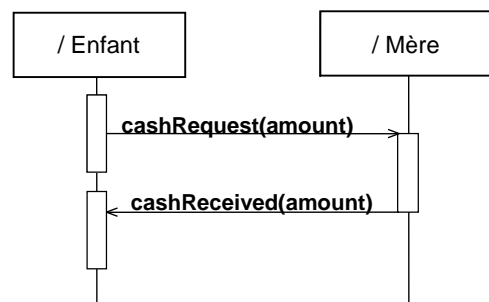 / Enfant
/ Mère
cashRequest(amount)
cashReceived(amount)